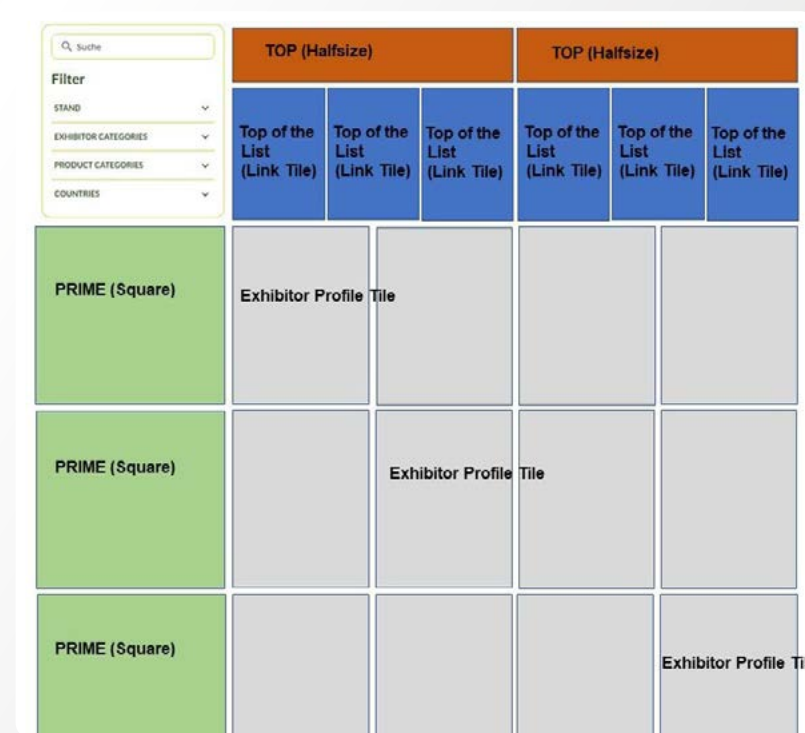 Suche
Filter
STAND
EXHIBITOR CATEGORIES
PRODUCT CATEGORIES
COUNTRIES
TOP (Halfsize)
TOP (Halfsize)
Top of the
List
(Link Tile)
Top of the
List
(Link Tile)
Top of the
List
(Link Tile)
Top of the
List
(Link Tile)
Top of the
List
(Link Tile)
Top of the
List
(Link Tile)
PRIME (Square)
Exhibitor Profile Tile
PRIME (Square)
Exhibitor Profile Tile
PRIME (Square)
Exhibitor Profile Ti